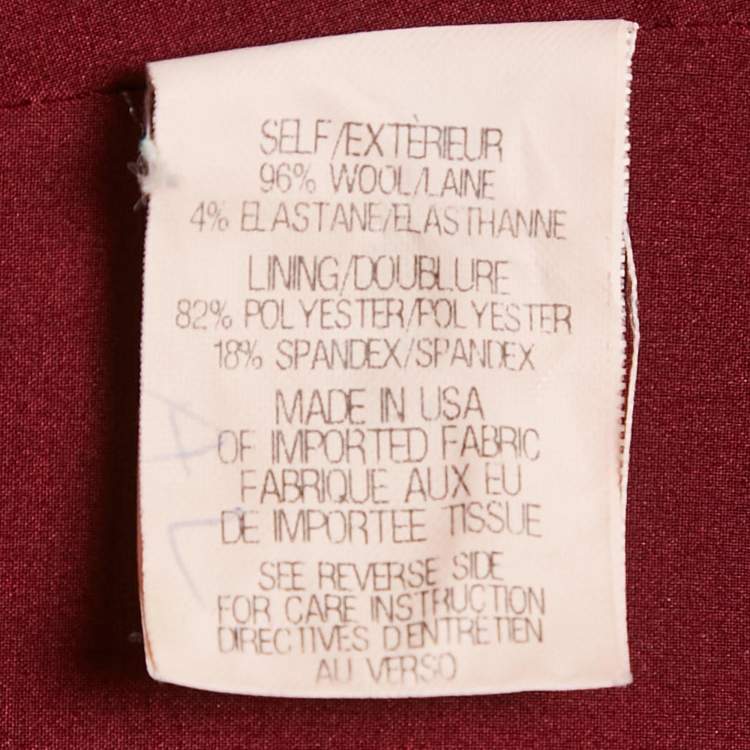 SELF/EXTÈRIEUR
96% WOOL/LAINE
4% ELASTANE/ELASTHANNE
LINING/DOUBLURE
82% POLYESTER/POLYESTER
18% SPANDEX/SPANDEX
MADE IN USA
OF IMPORTED FABRIC
FABRIQUE AUX EU
DE IMPORTEE TISSUE
SEE REVERSE SIDE
FOR CARE INSTRUCTION
DIRECTIVES D'ENTRETIEN
AU VERSO